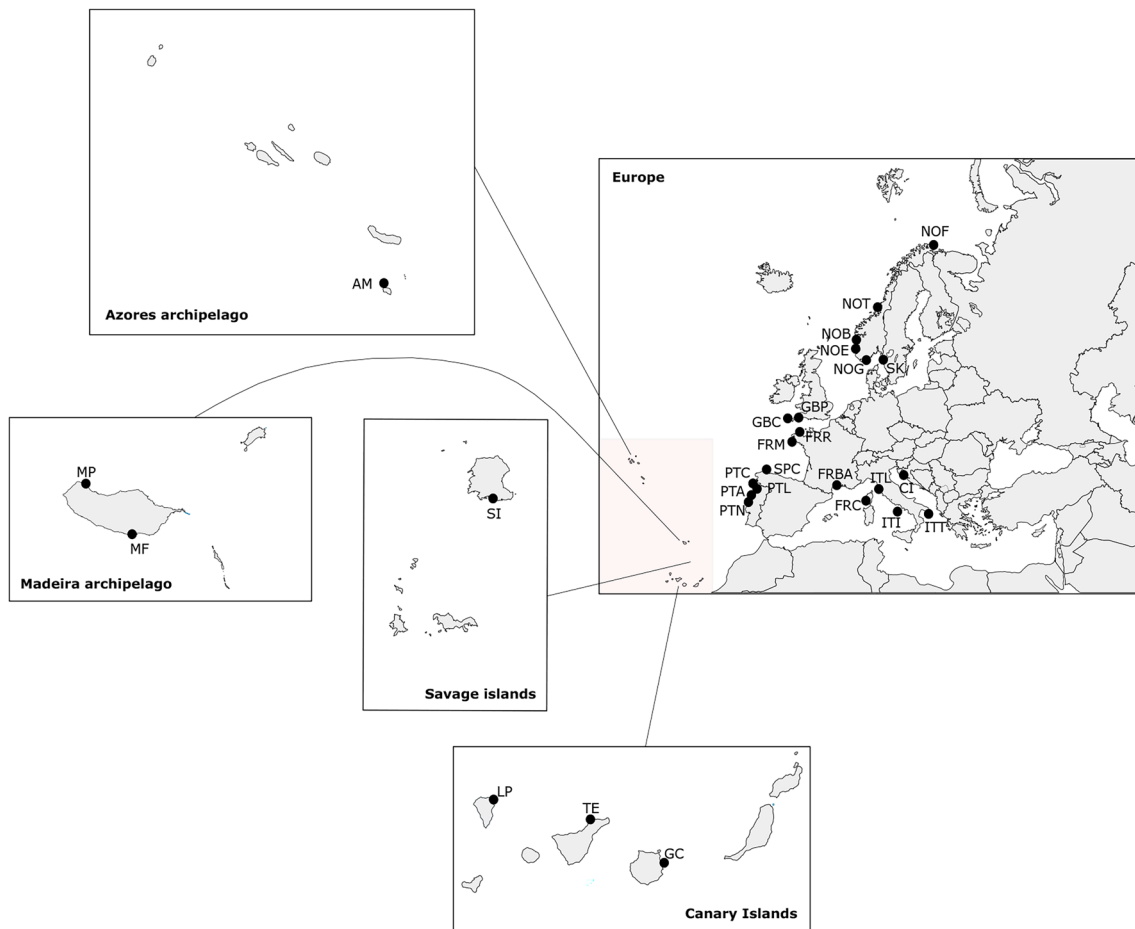 AM
Azores archipelago
Europe
NOF
NOT
NOB
NOE
NOG
SK
GBP
GBC
FRR
FRM
SPC
PTC
FRBA
ITL
PTL
CI
PTA
FRC
PTN
ITI
ITT
MP
MF
Madeira archipelago
SI
Savage islands
LP
TE
GC
Canary Islands